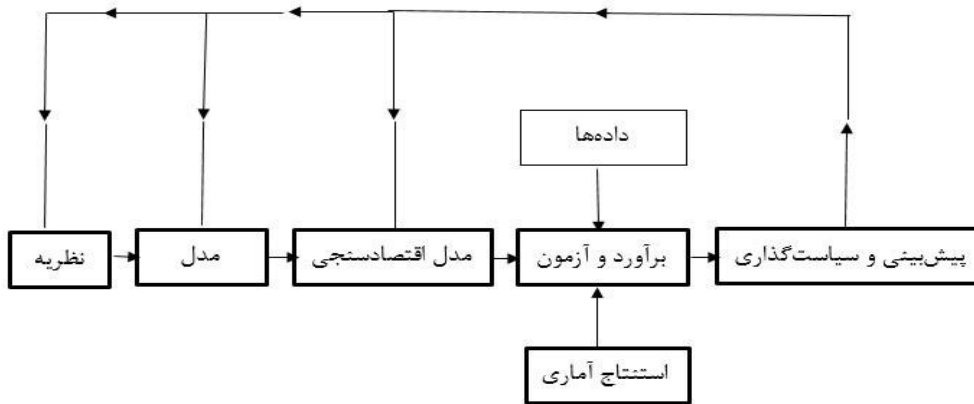 داده‌ها
نظریه
مدل
مدل اقتصادسنجی
برآورد و آزمون
پیش‌بینی و سیاست‌گذاری
استنتاج آماری